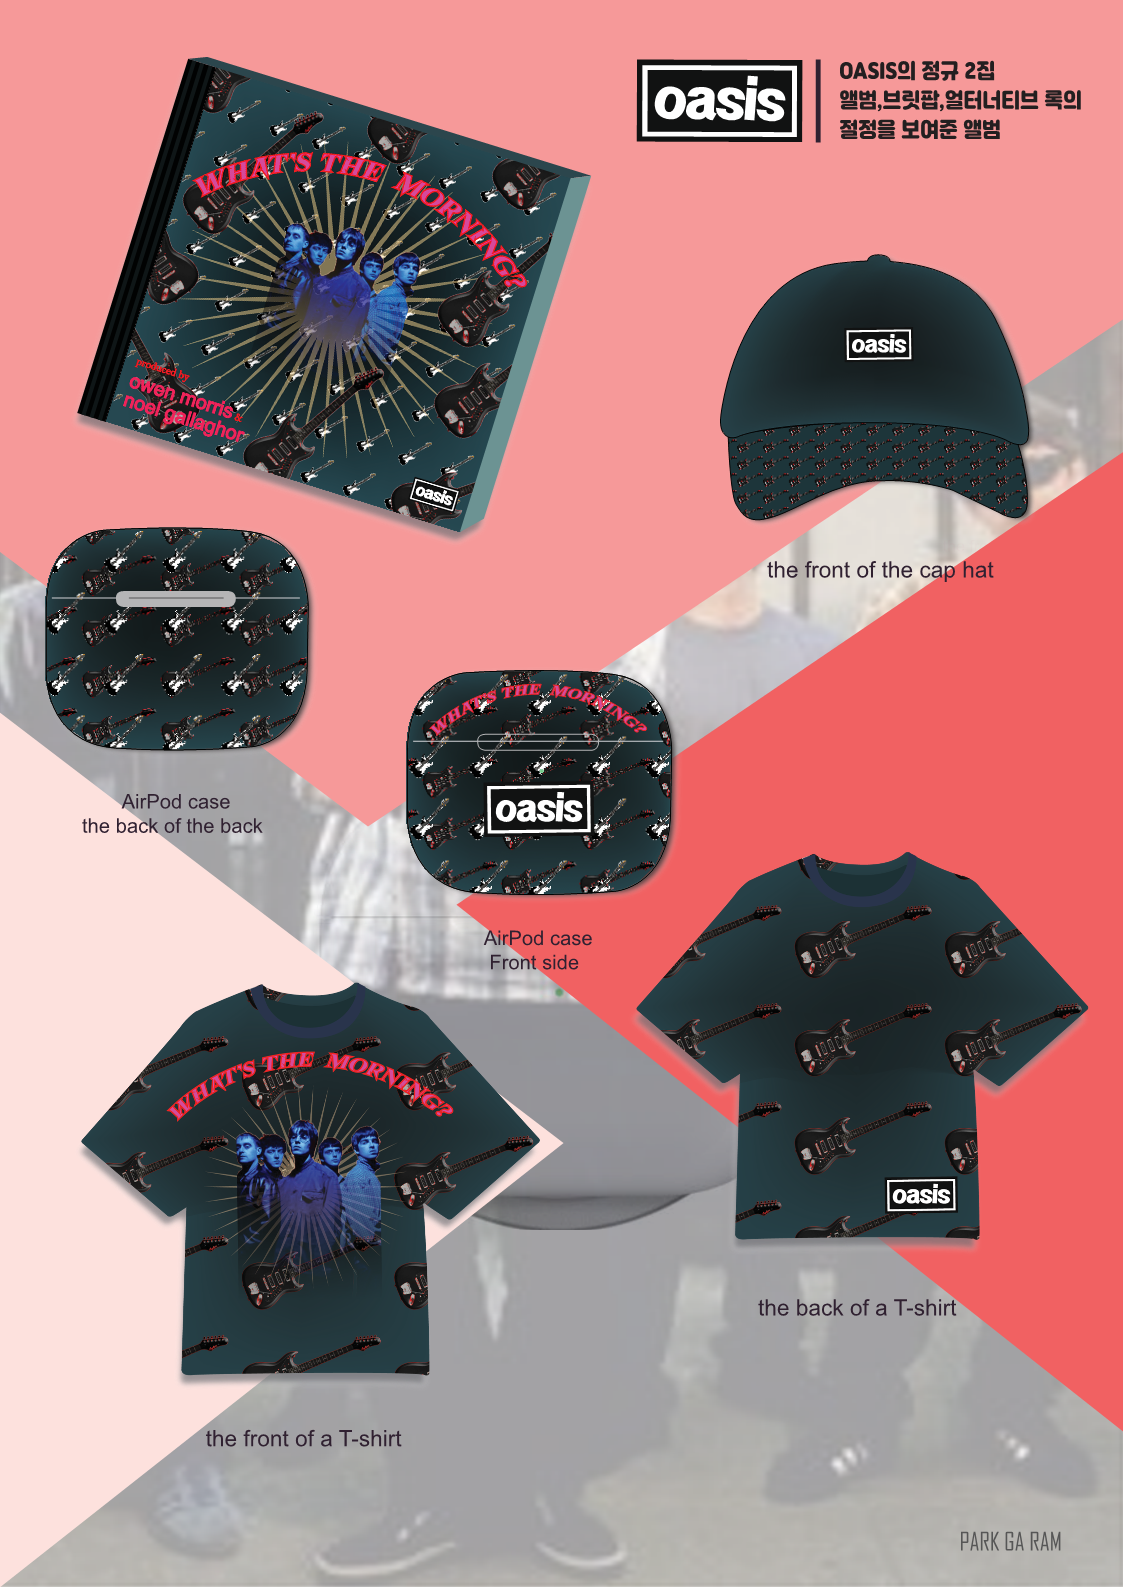 oasis
OASIS의 정규 2집
앨범,브릿팝,얼터너티브 록의
절정을 보여준 앨범
WHAT'S THE MORNING?
produced by
owen morris &
noel gallaghor
oasis
oasis
the front of the cap hat
AirPod case
the back of the back
WHAT'S THE MORNING?
oasis
AirPod case
Front side
WHAT'S THE MORNING?
the front of a T-shirt
oasis
the back of a T-shirt
PARK GA RAM